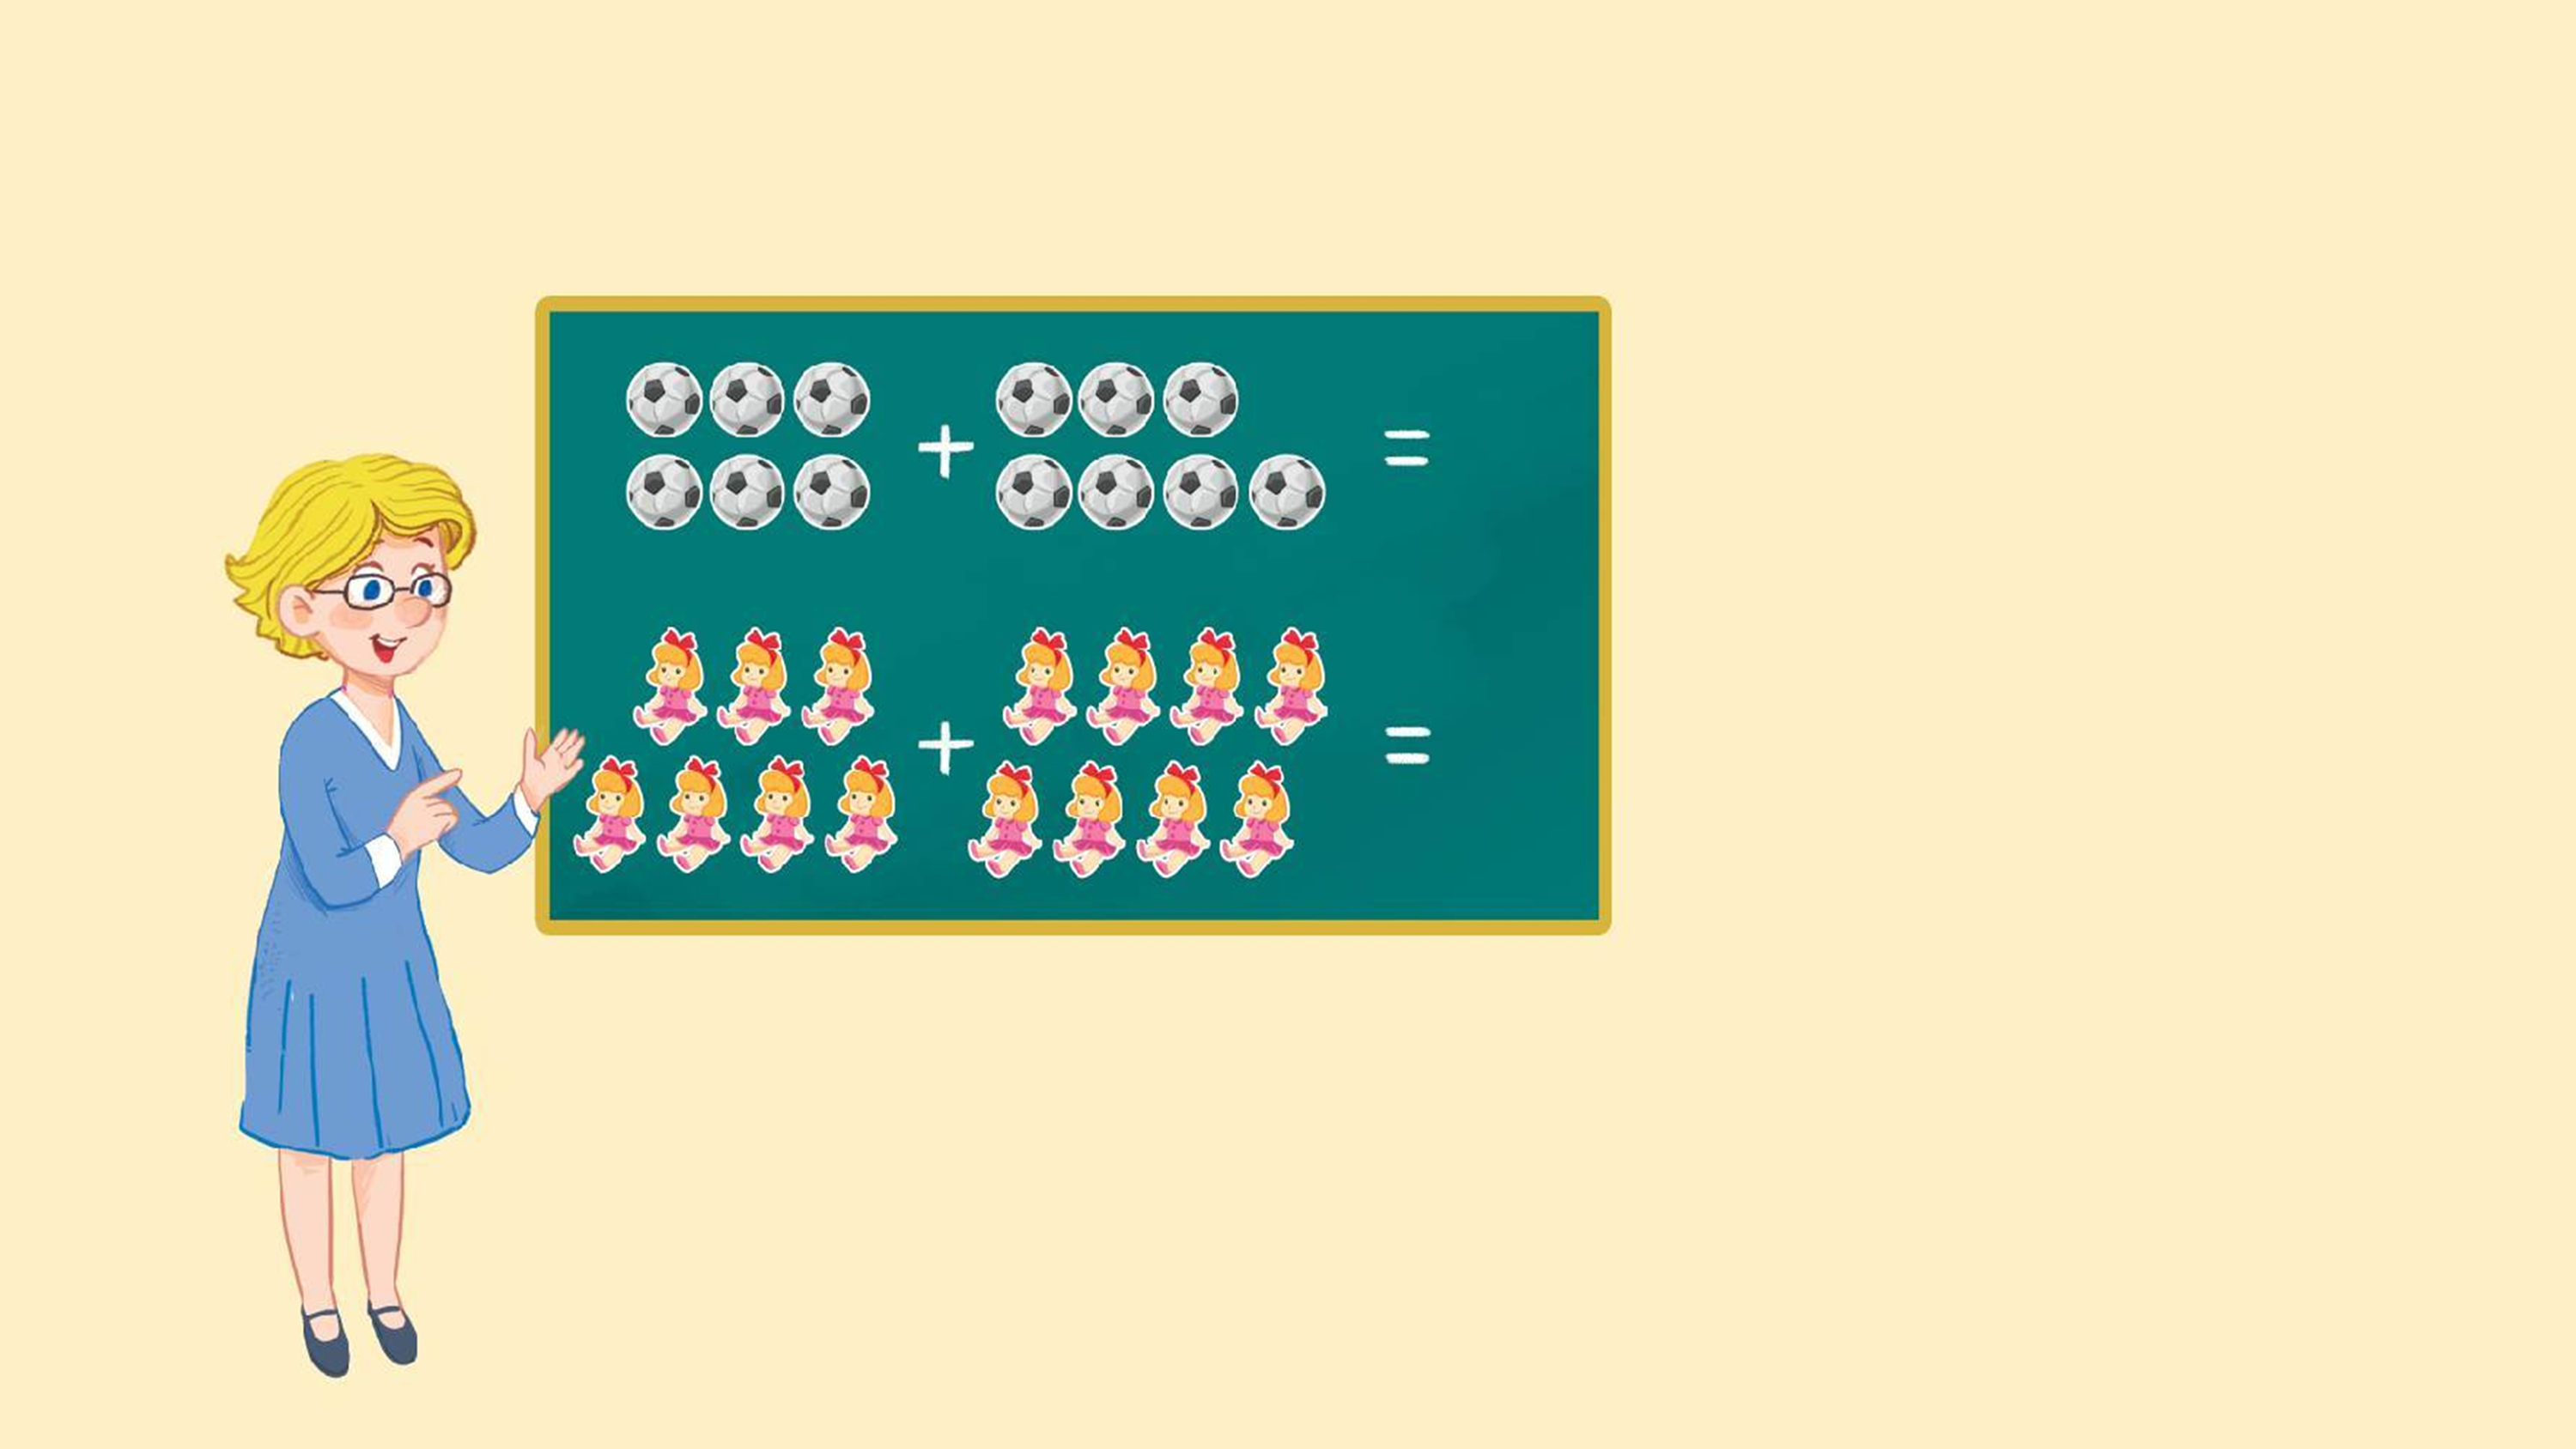 + =
+ =